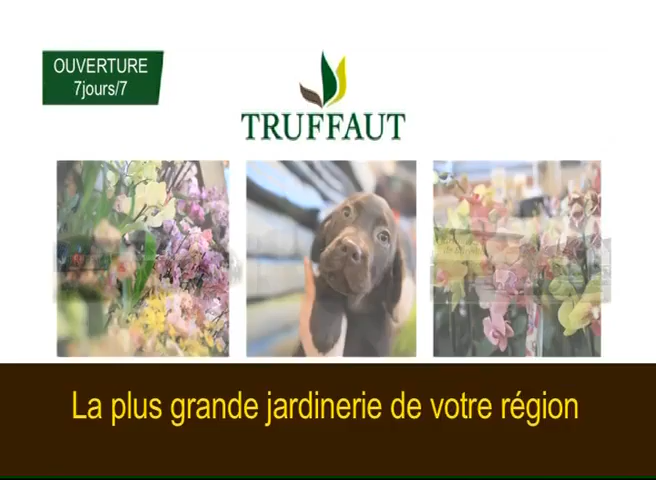 OUVERTURE
7jours/7
TRUFFAUT
La plus grande jardinerie de votre région